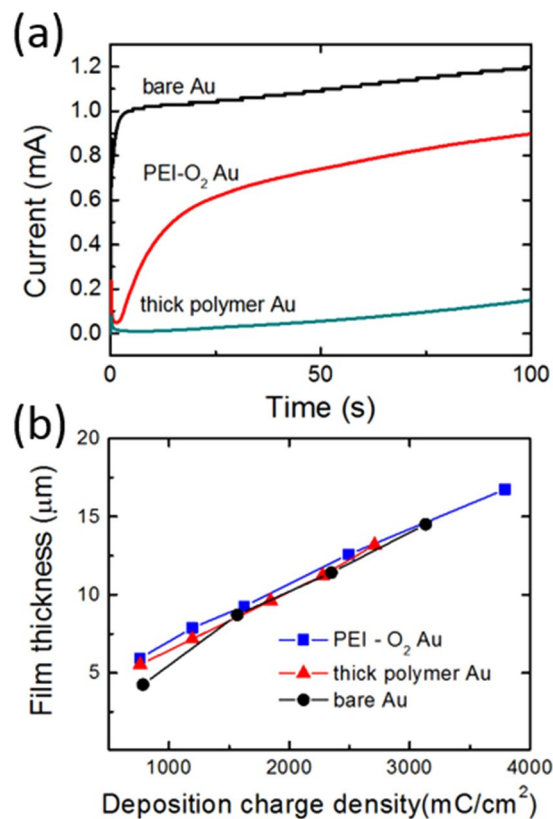 (a)
1.2
1.0
0.8
0.6
0.4
0.2
0.0
Current (mA)
bare Au
PEI-O₂ Au
thick polymer Au
0 50 100
Time (s)
(b)
20
15
10
5
Film thickness (μm)
PEI - O₂ Au
thick polymer Au
bare Au
1000 2000 3000 4000
Deposition charge density(mC/cm²)